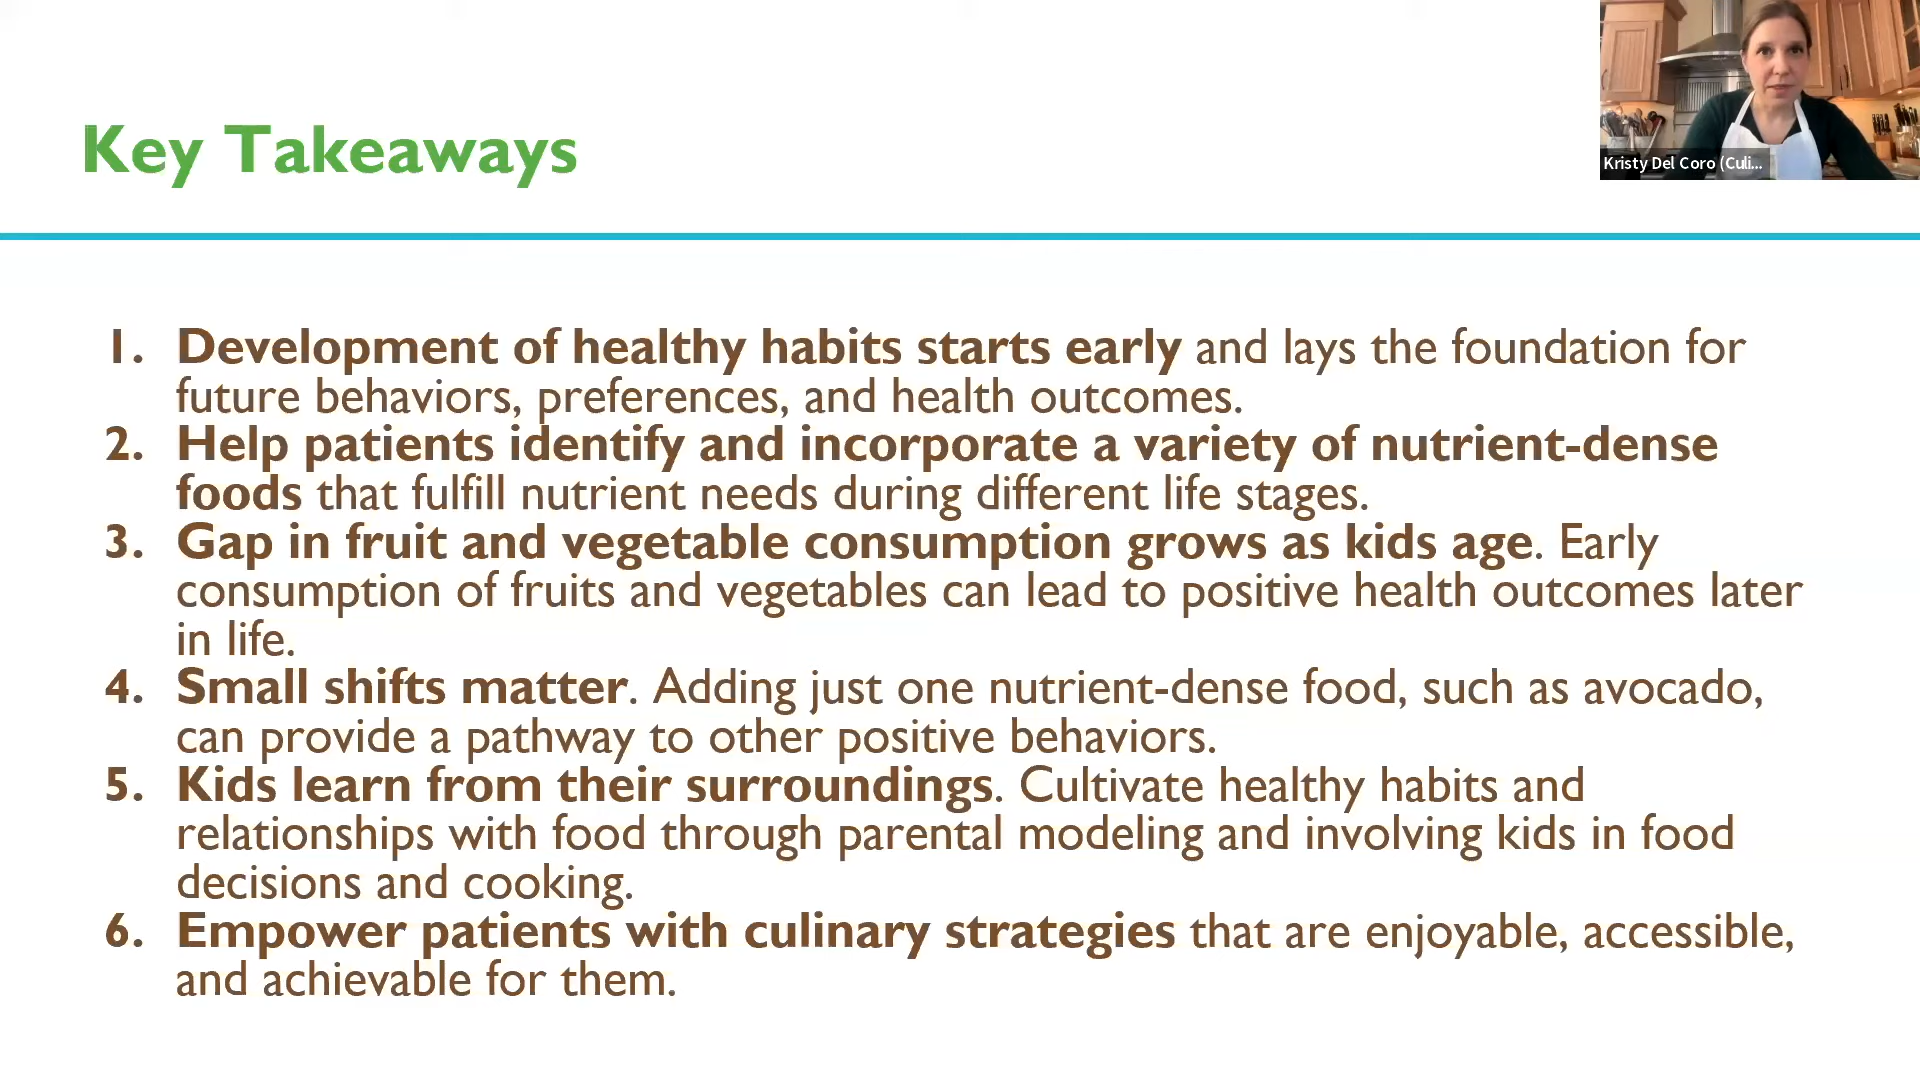 Key Takeaways
Kristy Del Coro (Culi...
1. Development of healthy habits starts early and lays the foundation for
future behaviors, preferences, and health outcomes.
2. Help patients identify and incorporate a variety of nutrient-dense
foods that fulfill nutrient needs during different life stages.
3. Gap in fruit and vegetable consumption grows as kids age. Early
consumption of fruits and vegetables can lead to positive health outcomes later
in life.
4. Small shifts matter. Adding just one nutrient-dense food, such as avocado,
can provide a pathway to other positive behaviors.
5. Kids learn from their surroundings. Cultivate healthy habits and
relationships with food through parental modeling and involving kids in food
decisions and cooking.
6. Empower patients with culinary strategies that are enjoyable, accessible,
and achievable for them.